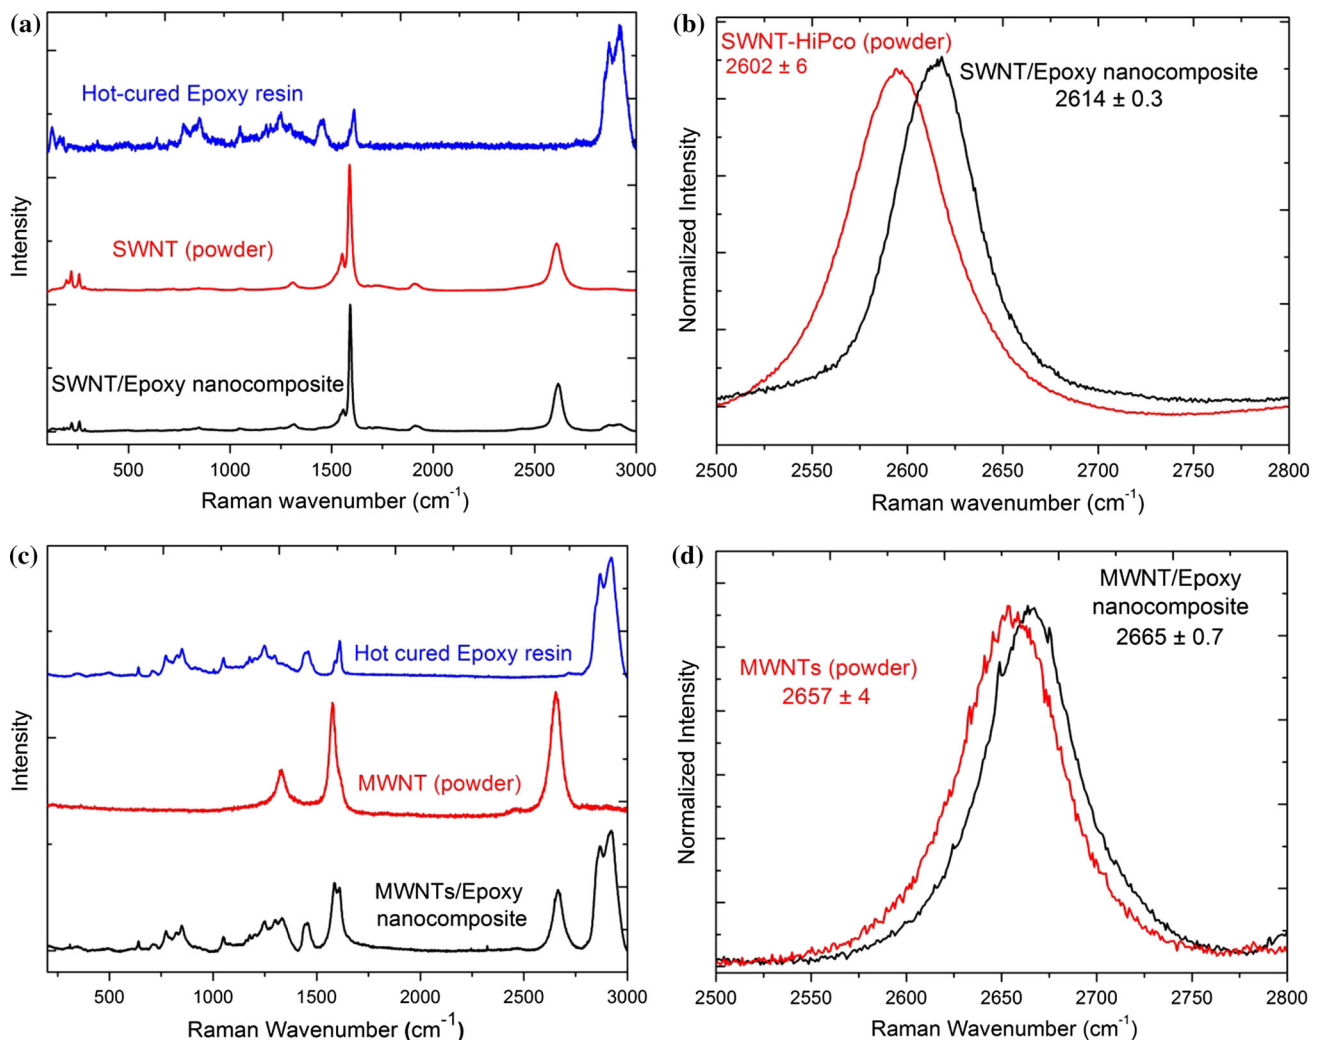 (a)
Hot-cured Epoxy resin
SWNT (powder)
SWNT/Epoxy nanocomposite
Intensity
500 1000 1500 2000 2500 3000
Raman wavenumber (cm-1)
(b)
SWNT-HiPco (powder)
2602 ± 6
SWNT/Epoxy nanocomposite
2614 ± 0.3
Normalized Intensity
2500 2550 2600 2650 2700 2750 2800
Raman wavenumber (cm-1)
(c)
Hot cured Epoxy resin
MWNT (powder)
MWNTs/Epoxy
nanocomposite
Intensity
500 1000 1500 2000 2500 3000
Raman Wavenumber (cm-1)
(d)
MWNT/Epoxy
nanocomposite
2665 ± 0.7
MWNTs (powder)
2657 ± 4
Normalized Intensity
2500 2550 2600 2650 2700 2750 2800
Raman Wavenumber (cm-1)